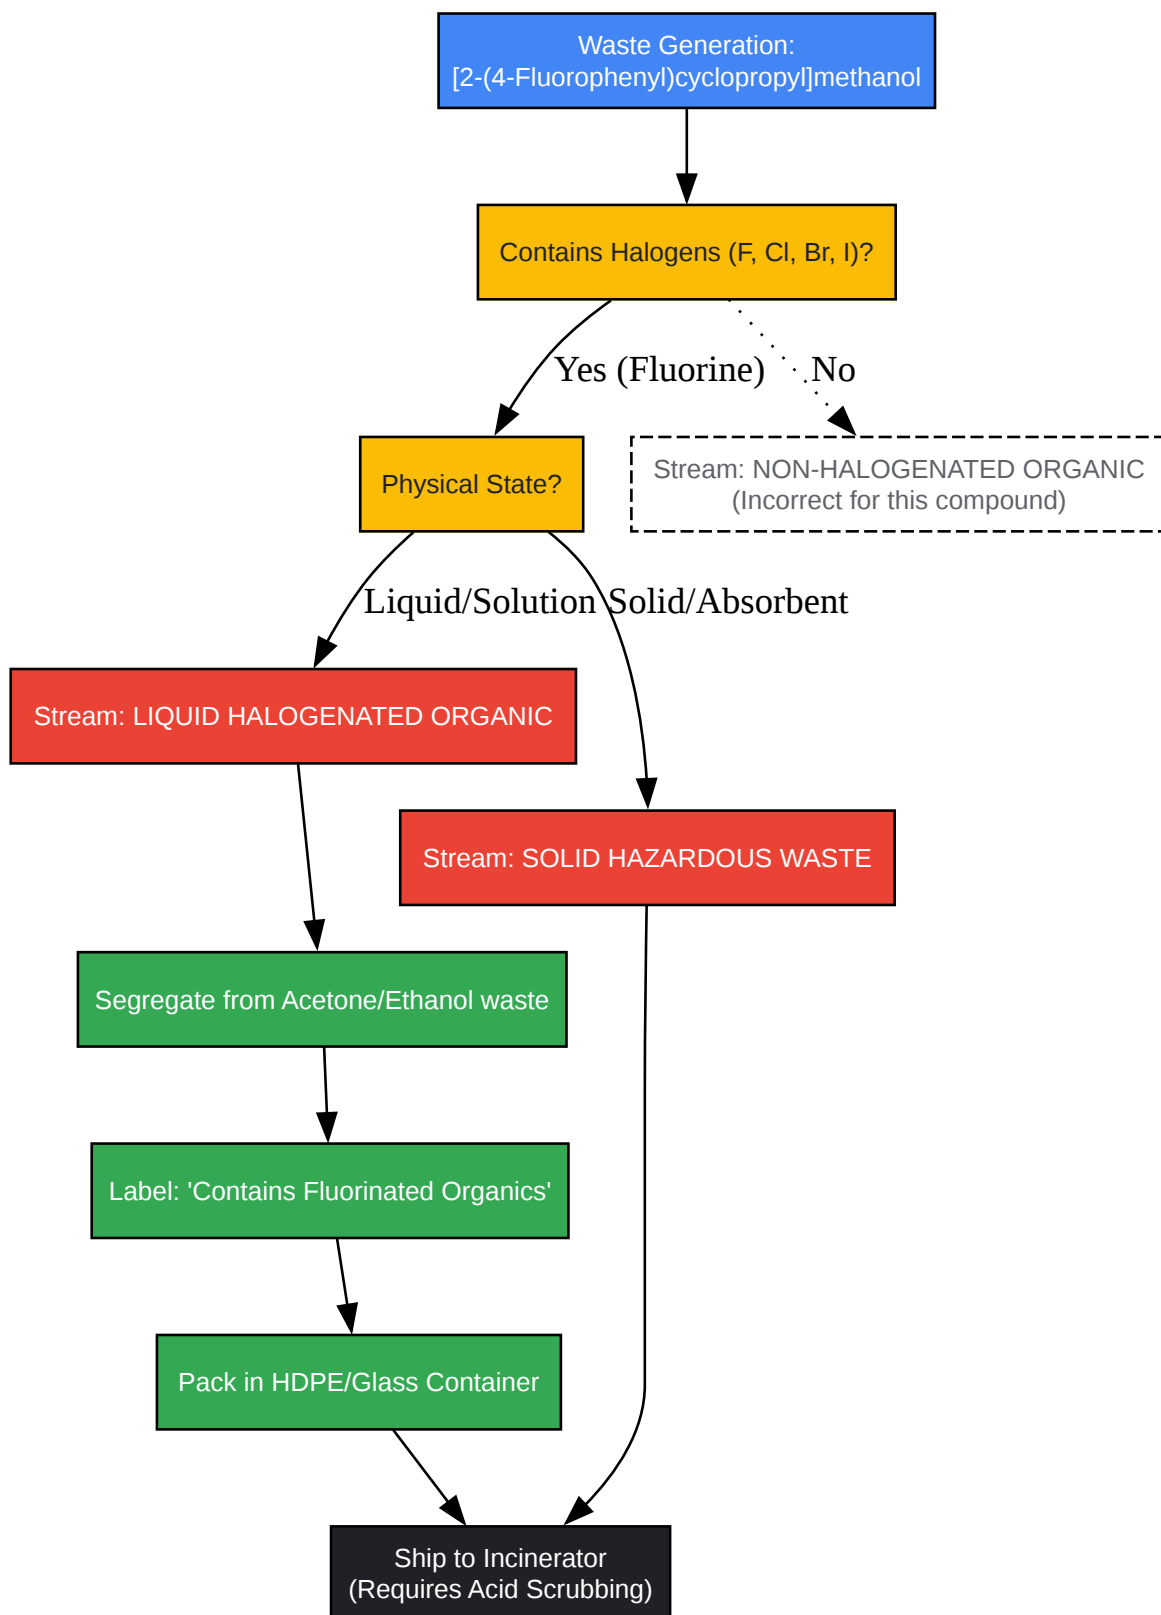 Waste Generation:
[2-(4-Fluorophenyl)cyclopropyl]methanol
Contains Halogens (F, Cl, Br, I)?
Yes (Fluorine)
No
Physical State?
Stream: NON-HALOGENATED ORGANIC
(Incorrect for this compound)
Liquid/Solution
Solid/Absorbent
Stream: LIQUID HALOGENATED ORGANIC
Stream: SOLID HAZARDOUS WASTE
Segregate from Acetone/Ethanol waste
Label: 'Contains Fluorinated Organics'
Pack in HDPE/Glass Container
Ship to Incinerator
(Requires Acid Scrubbing)